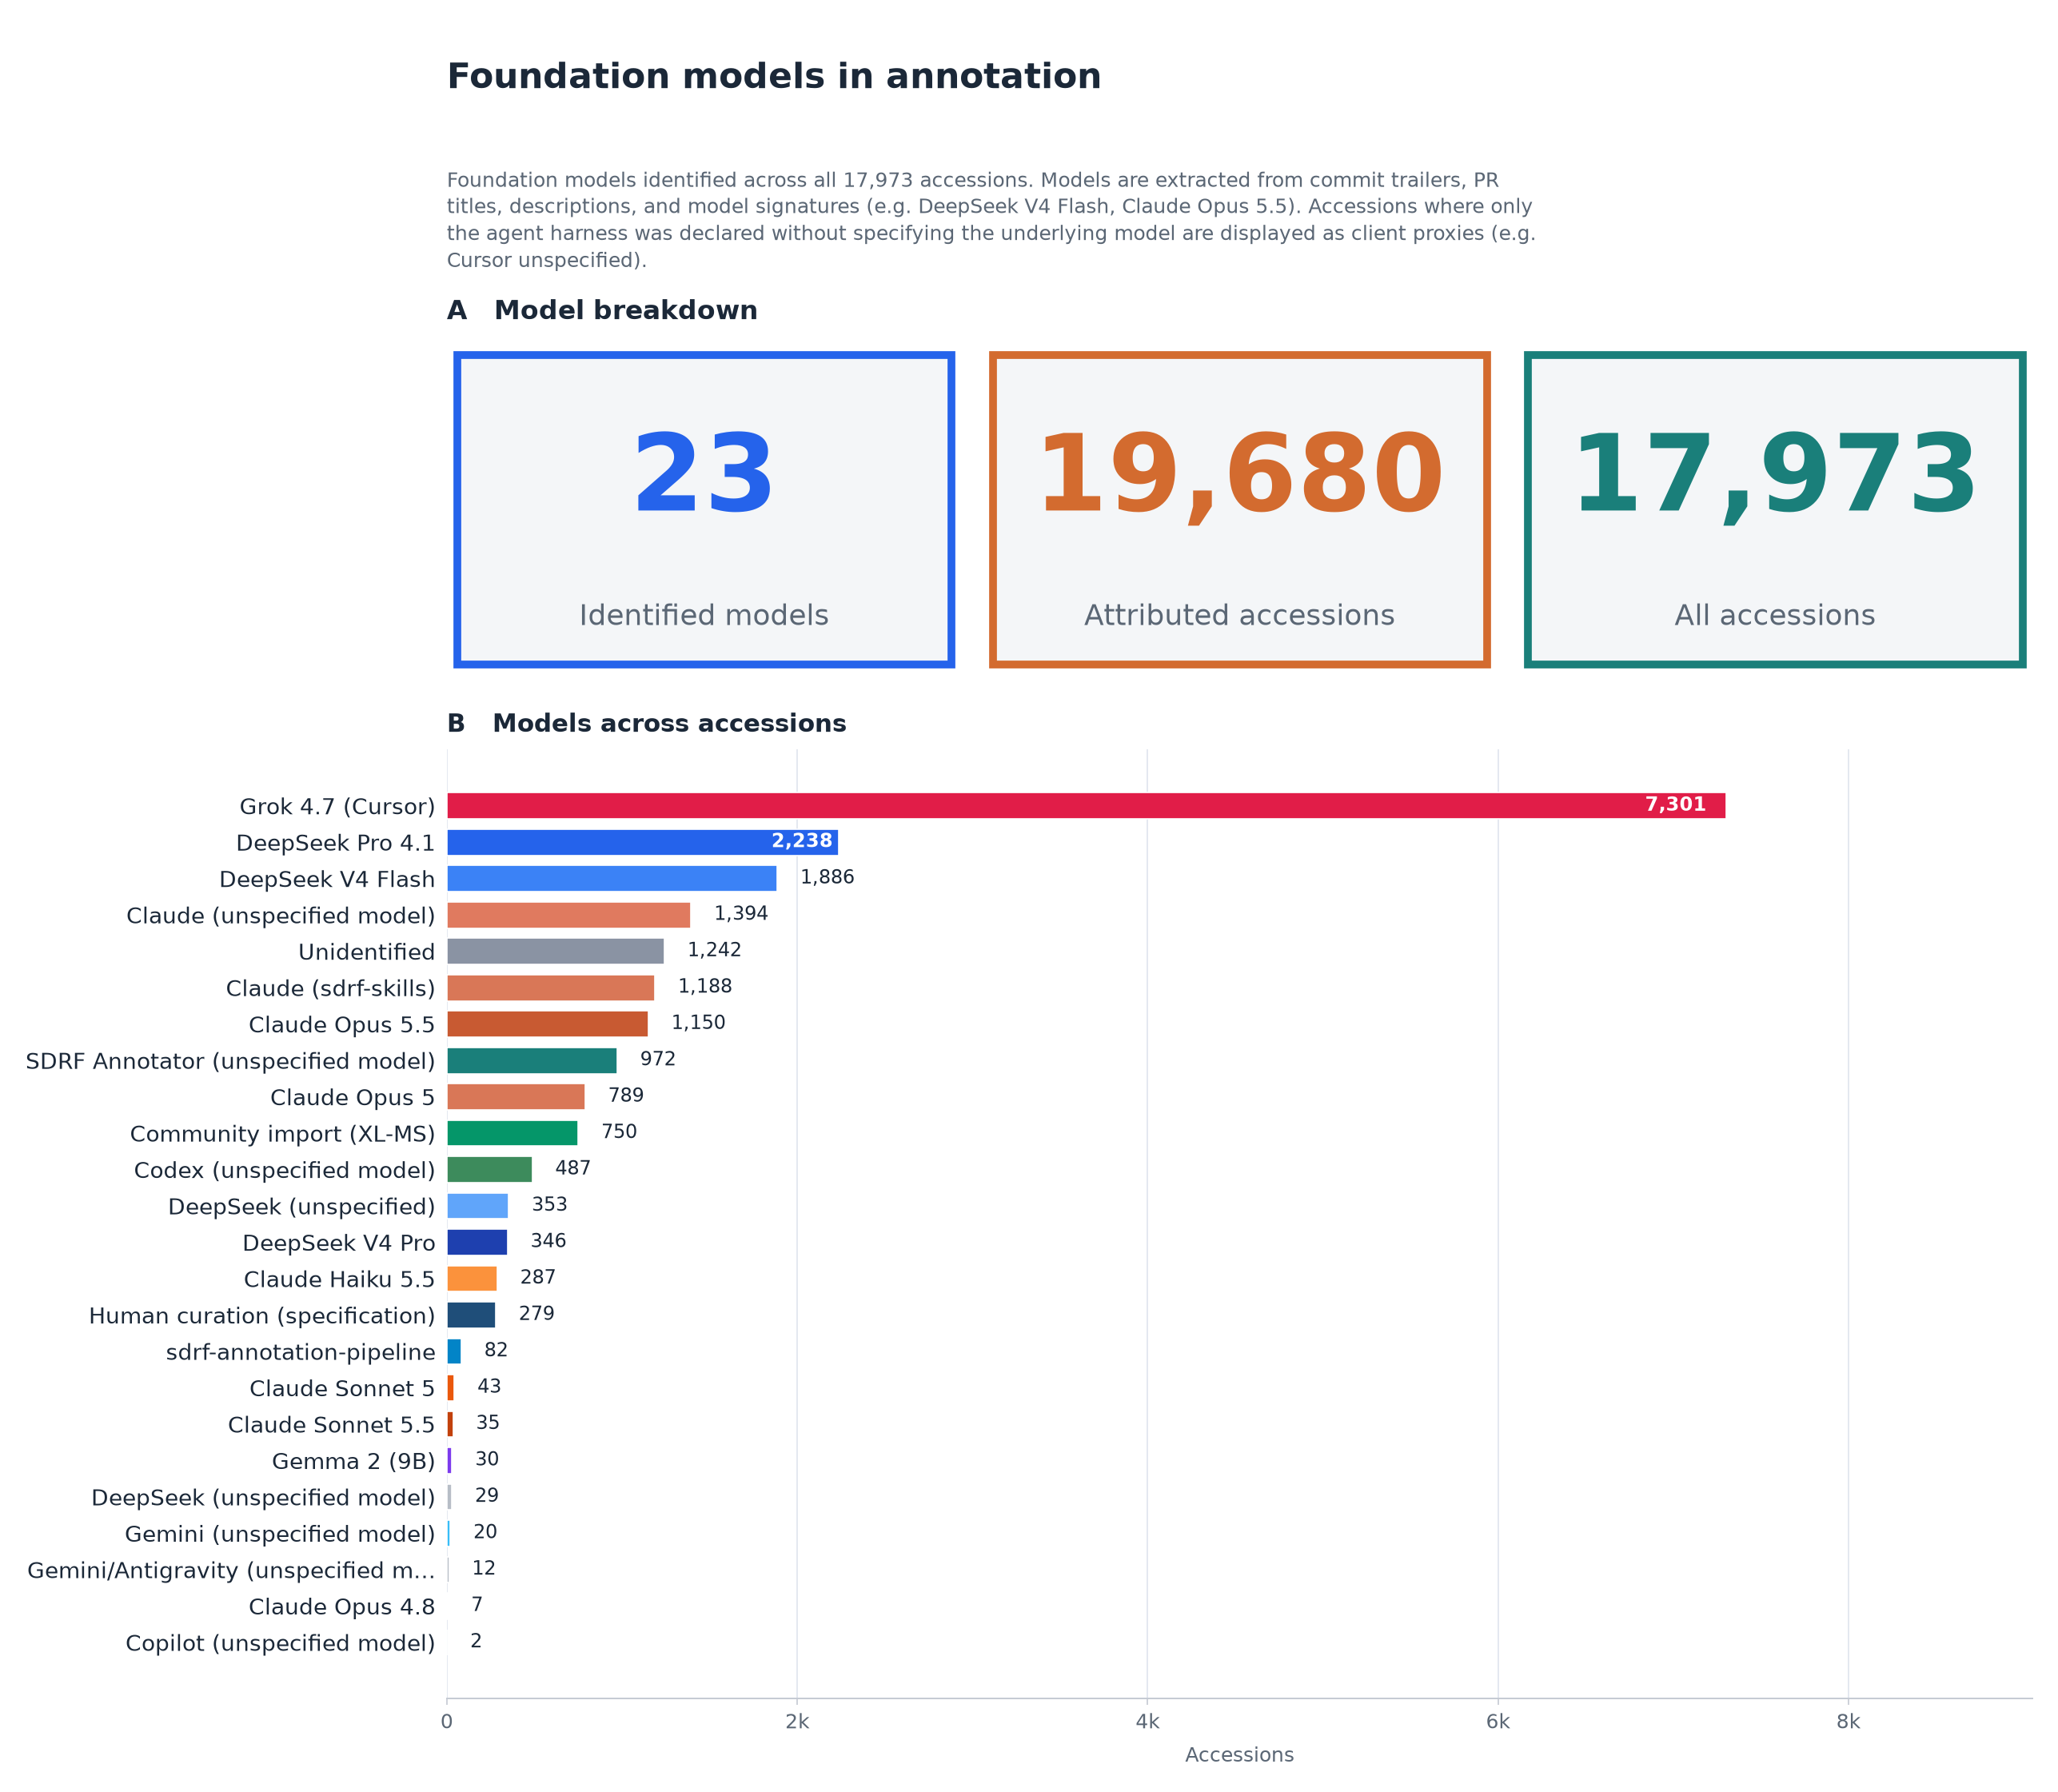 Foundation models in annotation
Foundation models identified across all 17,973 accessions. Models are extracted from commit trailers, PR
titles, descriptions, and model signatures (e.g. DeepSeek V4 Flash, Claude Opus 5.5). Accessions where only
the agent harness was declared without specifying the underlying model are displayed as client proxies (e.g.
Cursor unspecified).
A Model breakdown
23
Identified models
19,680
Attributed accessions
17,973
All accessions
B Models across accessions
Grok 4.7 (Cursor) 7,301
DeepSeek Pro 4.1 2,238
DeepSeek V4 Flash 1,886
Claude (unspecified model) 1,394
Unidentified 1,242
Claude (sdrf-skills) 1,188
Claude Opus 5.5 1,150
SDRF Annotator (unspecified model) 972
Claude Opus 5 789
Community import (XL-MS) 750
Codex (unspecified model) 487
DeepSeek (unspecified) 353
DeepSeek V4 Pro 346
Claude Haiku 5.5 287
Human curation (specification) 279
sdrf-annotation-pipeline 82
Claude Sonnet 5 43
Claude Sonnet 5.5 35
Gemma 2 (9B) 30
DeepSeek (unspecified model) 29
Gemini (unspecified model) 20
Gemini/Antigravity (unspecified m... 12
Claude Opus 4.8 7
Copilot (unspecified model) 2
0 2k 4k 6k 8k
Accessions